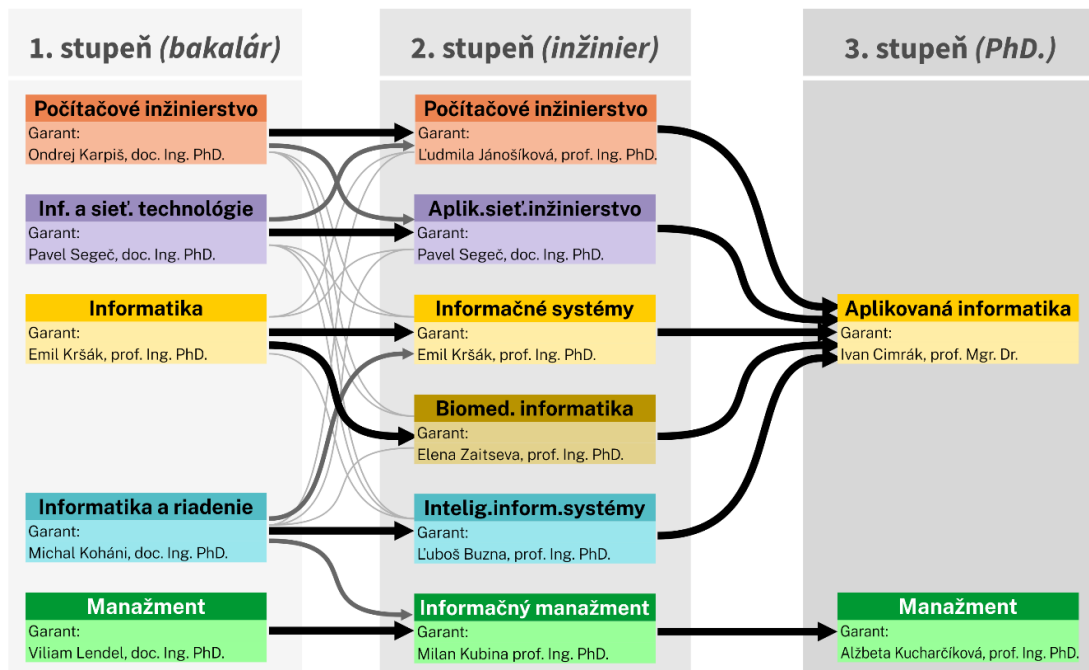 1. stupeň (bakalár)
Počítačové inžinierstvo
Garant:
Ondrej Karpiš, doc. Ing. PhD.
Inf. a sieť. technológie
Garant:
Pavel Segeč, doc. Ing. PhD.
Informatika
Garant:
Emil Kršák, prof. Ing. PhD.
Informatika a riadenie
Garant:
Michal Koháni, doc. Ing. PhD.
Manažment
Garant:
Viliam Lendel, doc. Ing. PhD.
2. stupeň (inžinier)
Počítačové inžinierstvo
Garant:
Ľudmila Jánošíková, prof. Ing. PhD.
Aplik.sieť.inžinierstvo
Garant:
Pavel Segeč, doc. Ing. PhD.
Informačné systémy
Garant:
Emil Kršák, prof. Ing. PhD.
Biomed. informatika
Garant:
Elena Zaitseva, prof. Ing. PhD.
Intelig.inform.systémy
Garant:
Ľuboš Buzna, prof. Ing. PhD.
Informačný manažment
Garant:
Milan Kubina prof. Ing. PhD.
3. stupeň (PhD.)
Aplikovaná informatika
Garant:
Ivan Cimrák, prof. Mgr. Dr.
Manažment
Garant:
Alžbeta Kucharčíková, prof. Ing. PhD.